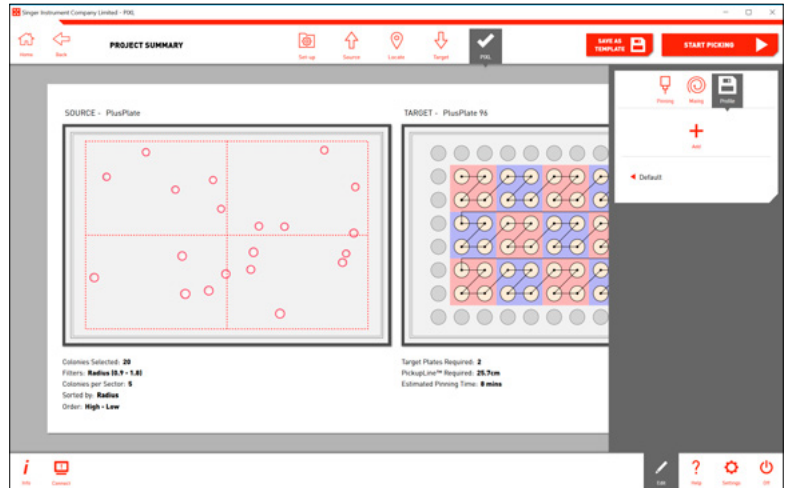 Singer Instrument Company Limited - PIXL
Home
Back
PROJECT SUMMARY
Set-up
Source
Locate
Target
PIXL
SAVE AS
TEMPLATE
START PICKING
Pinning
Mixing
Profile
Add
Default
SOURCE - PlusPlate
TARGET - PlusPlate 96
Colonies Selected: 20
Filters: Radius (0.9 - 1.8)
Colonies per Sector: 5
Sorted by: Radius
Order: High - Low
Target Plates Required: 2
PickupLine™ Required: 25.7cm
Estimated Pinning Time: 8 mins
Info
Connect
Edit
Help
Settings
Off